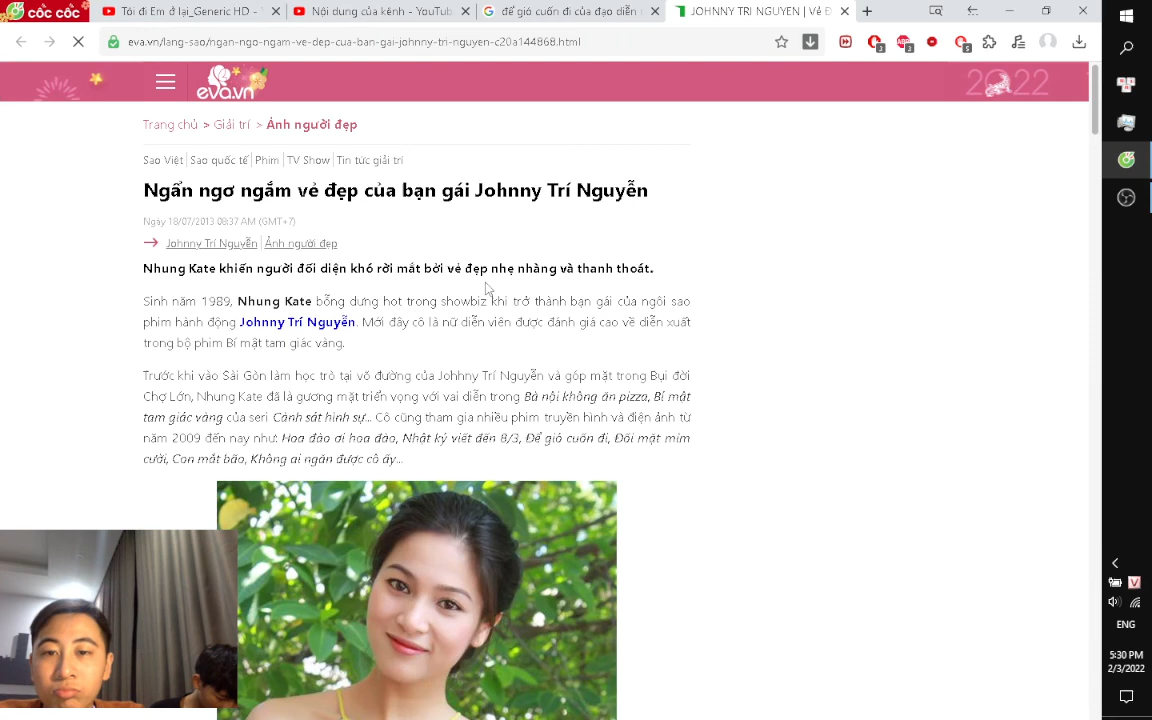 cốc cốc
Tôi đi Em ở lại_Generic HD -
Nội dung của kênh - YouTub
để gió cuốn đi của đạo diễn
JOHNNY TRI NGUYEN | Vẻ Đ
eva.vn/lang-sao/ngan-ngo-ngam-ve-dep-cua-ban-gai-johnny-tri-nguyen-c20a144868.html
eva.vn
2022
Trang chủ > Giải trí > Ảnh người đẹp
Sao Việt | Sao quốc tế | Phim | TV Show | Tin tức giải trí
Ngẩn ngơ ngắm vẻ đẹp của bạn gái Johnny Trí Nguyễn
Ngày 18/07/2013 08:37 AM (GMT+7)
Johnny Trí Nguyễn | Ảnh người đẹp
Nhung Kate khiến người đối diện khó rời mắt bởi vẻ đẹp nhẹ nhàng và thanh thoát.
Sinh năm 1989, Nhung Kate bỗng dưng hot trong showbiz khi trở thành bạn gái của ngôi sao
phim hành động Johnny Trí Nguyễn. Mới đây cô là nữ diễn viên được đánh giá cao về diễn xuất
trong bộ phim Bí mật tam giác vàng.
Trước khi vào Sài Gòn làm học trò tại võ đường của Johhny Trí Nguyễn và góp mặt trong Bụi đời
Chợ Lớn, Nhung Kate đã là gương mặt triển vọng với vai diễn trong Bà nội không ăn pizza, Bí mật
tam giác vàng của seri Cảnh sát hình sự... Cô cũng tham gia nhiều phim truyền hình và điện ảnh từ
năm 2009 đến nay như: Hoa đào ơi hoa đào, Nhật ký viết đến 8/3, Để gió cuốn đi, Đối mặt mỉm
cười, Con mắt bão, Không ai ngăn được cô ấy...
ENG
5:30 PM
2/3/2022